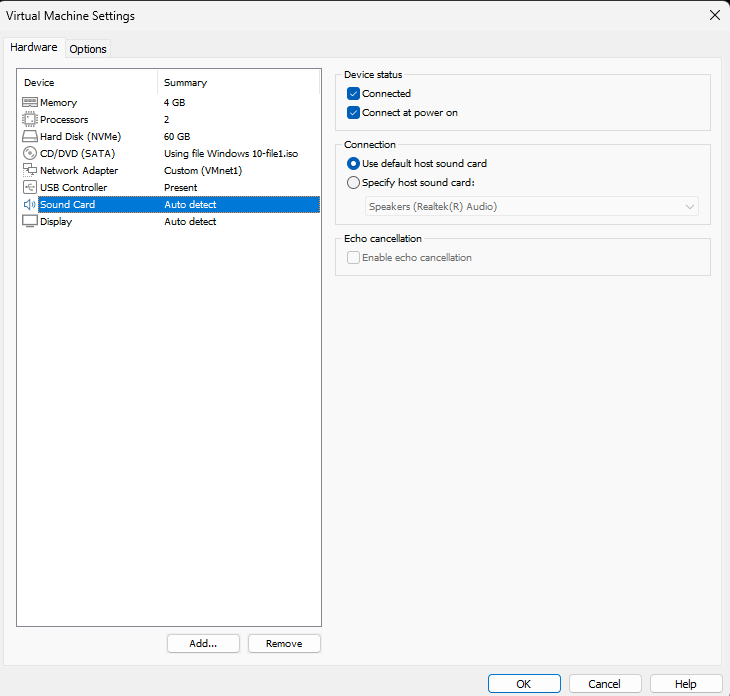 Virtual Machine Settings
Hardware Options
Device Summary
Memory 4 GB
Processors 2
Hard Disk (NVMe) 60 GB
CD/DVD (SATA) Using file Windows 10-file1.iso
Network Adapter Custom (VMnet1)
USB Controller Present
Sound Card Auto detect
Display Auto detect
Add... Remove
Device status
Connected
Connect at power on
Connection
Use default host sound card
Specify host sound card:
Speakers (Realtek(R) Audio)
Echo cancellation
Enable echo cancellation
OK Cancel Help